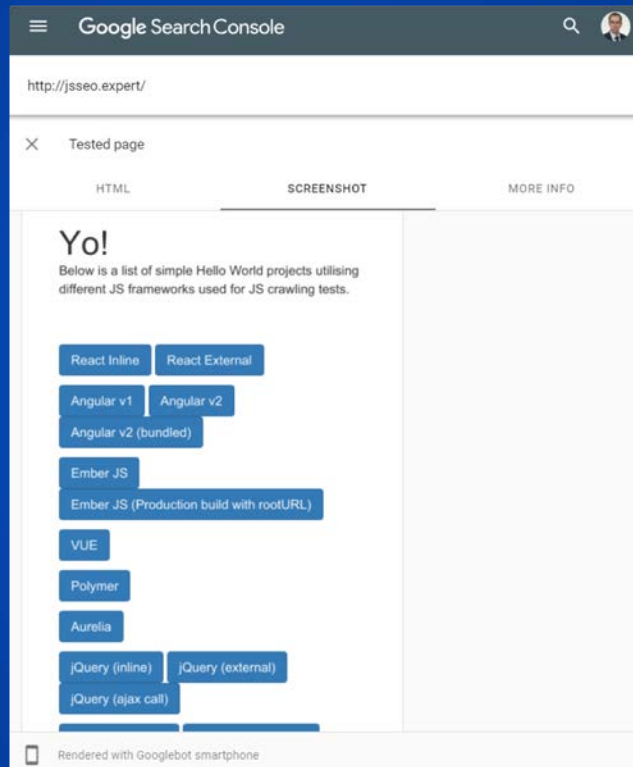 Google Search Console
http://jsseo.expert/
Tested page
HTML SCREENSHOT MORE INFO
Yo!
Below is a list of simple Hello World projects utilising
different JS frameworks used for JS crawling tests.
React Inline React External
Angular v1 Angular v2
Angular v2 (bundled)
Ember JS
Ember JS (Production build with rootURL)
VUE
Polymer
Aurelia
jQuery (inline) jQuery (external)
jQuery (ajax call)
Rendered with Googlebot smartphone